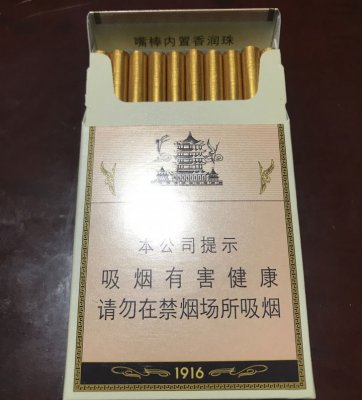 嘴棒内置香润珠
本公司提示
吸烟有害健康
请勿在禁烟场所吸烟
1916